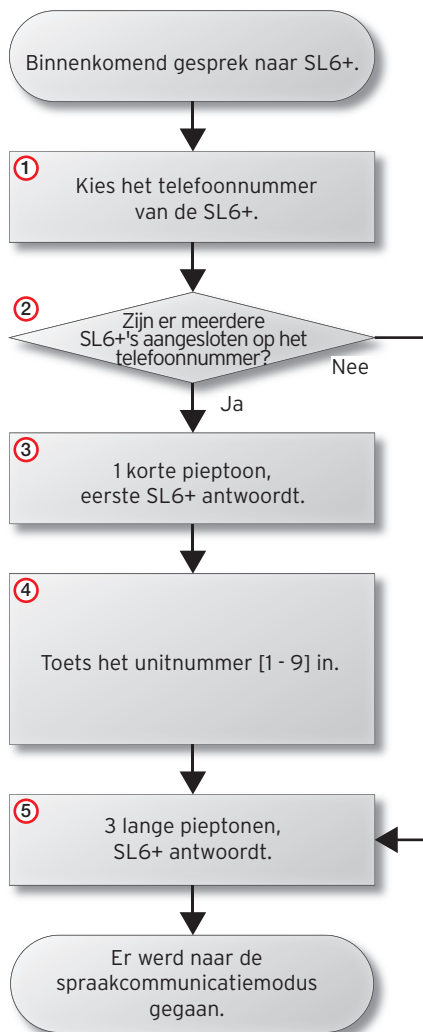 Binnenkomend gesprek naar SL6+.
1
Kies het telefoonnummer
van de SL6+.
2
Zijn er meerdere
SL6+'s aangesloten op het
telefoonnummer?
Nee
Ja
3
1 korte pieptoon,
eerste SL6+ antwoordt.
4
Toets het unitnummer [1 - 9] in.
5
3 lange pieptonen,
SL6+ antwoordt.
Er werd naar de
spraakcommunicatiemodus
gegaan.